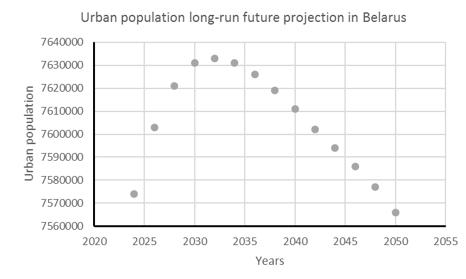 Urban population long-run future projection in Belarus
7640000
7630000
7620000
7610000
7600000
7590000
7580000
7570000
7560000
Urban population
2020 2025 2030 2035 2040 2045 2050 2055
Years